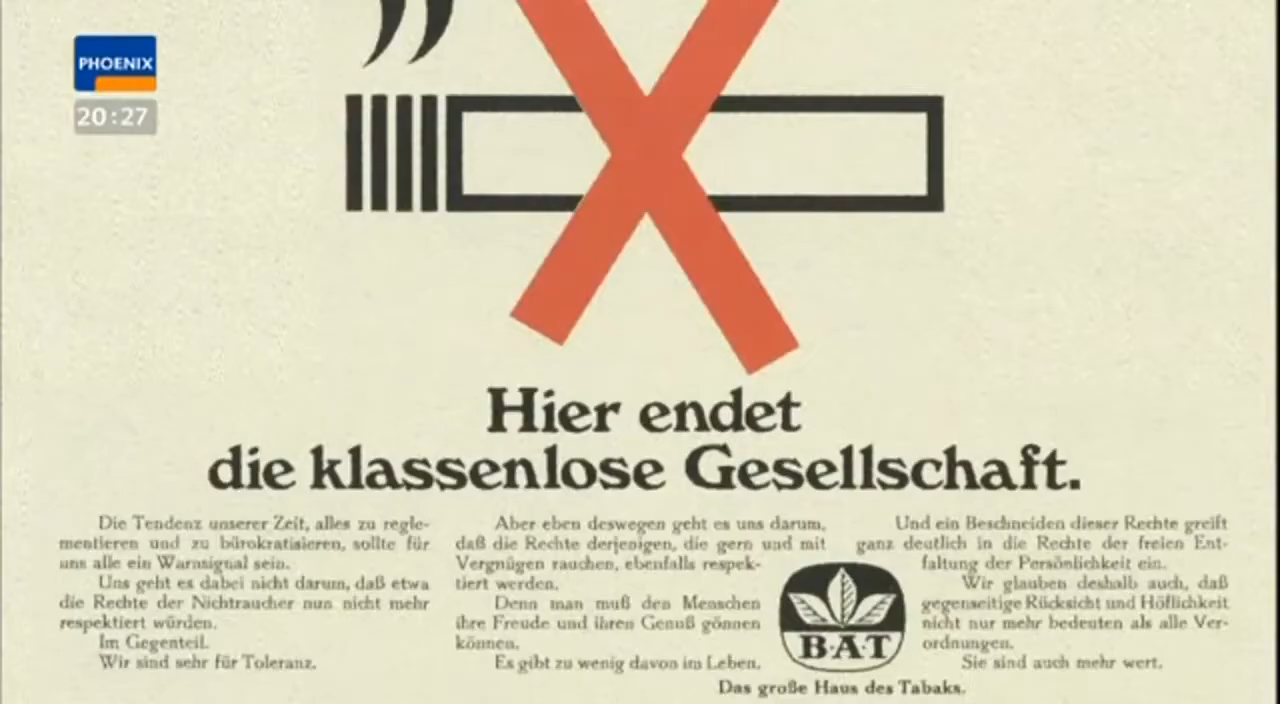 PHOENIX
20:27
Hier endet
die klassenlose Gesellschaft.
Die Tendenz unserer Zeit, alles zu regle-
mentieren und zu bürokratisieren, sollte für
uns alle ein Warnsignal sein.
Uns geht es dabei nicht darum, daß etwa
die Rechte der Nichtraucher nun nicht mehr
respektiert würden.
Im Gegenteil.
Wir sind sehr für Toleranz.
Aber eben deswegen geht es uns darum,
daß die Rechte derjenigen, die gern und mit
Vergnügen rauchen, ebenfalls respek-
tiert werden.
Denn man muß den Menschen
ihre Freude und ihren Genuß gönnen
können.
Es gibt zu wenig davon im Leben.
Und ein Beschneiden dieser Rechte greift
ganz deutlich in die Rechte der freien Ent-
faltung der Persönlichkeit ein.
Wir glauben deshalb auch, daß
gegenseitige Rücksicht und Höflichkeit
nicht nur mehr bedeuten als alle Ver-
ordnungen.
Sie sind auch mehr wert.
B·A·T
Das große Haus des Tabaks.